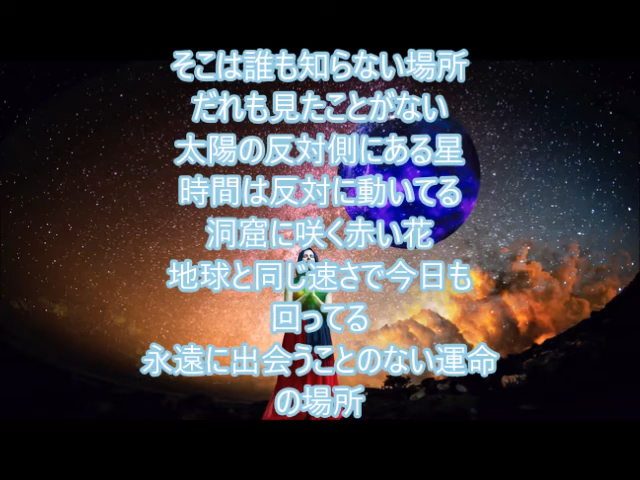 そこは誰も知らない場所
だれも見たことがない
太陽の反対側にある星
時間は反対に動いてる
洞窟に咲く赤い花
地球と同じ速さで今日も
回ってる
永遠に出会うことのない運命
の場所